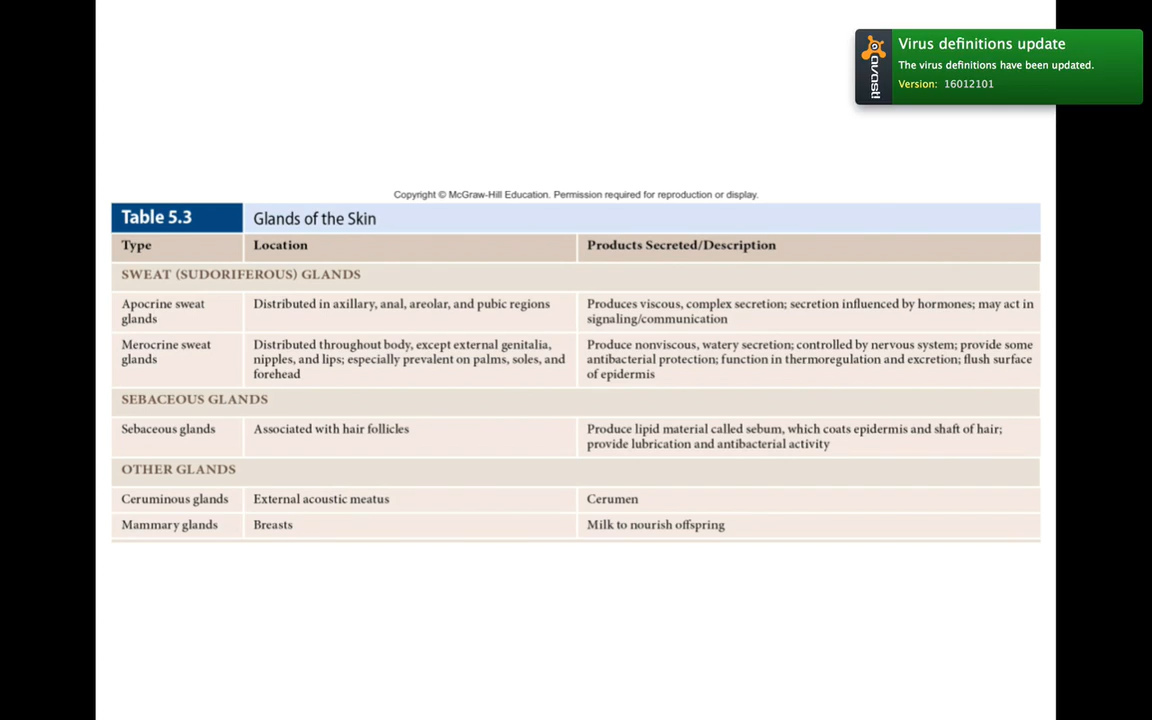 Virus definitions update
The virus definitions have been updated.
Version: 16012101
avast!
Copyright © McGraw-Hill Education. Permission required for reproduction or display.
Table 5.3 Glands of the Skin
Type Location Products Secreted/Description
SWEAT (SUDORIFEROUS) GLANDS
Apocrine sweat glands Distributed in axillary, anal, areolar, and pubic regions Produces viscous, complex secretion; secretion influenced by hormones; may act in
signaling/communication
Merocrine sweat glands Distributed throughout body, except external genitalia,
nipples, and lips; especially prevalent on palms, soles, and
forehead
Produce nonviscous, watery secretion; controlled by nervous system; provide some
antibacterial protection; function in thermoregulation and excretion; flush surface
of epidermis
SEBACEOUS GLANDS
Sebaceous glands Associated with hair follicles Produce lipid material called sebum, which coats epidermis and shaft of hair;
provide lubrication and antibacterial activity
OTHER GLANDS
Ceruminous glands External acoustic meatus Cerumen
Mammary glands Breasts Milk to nourish offspring